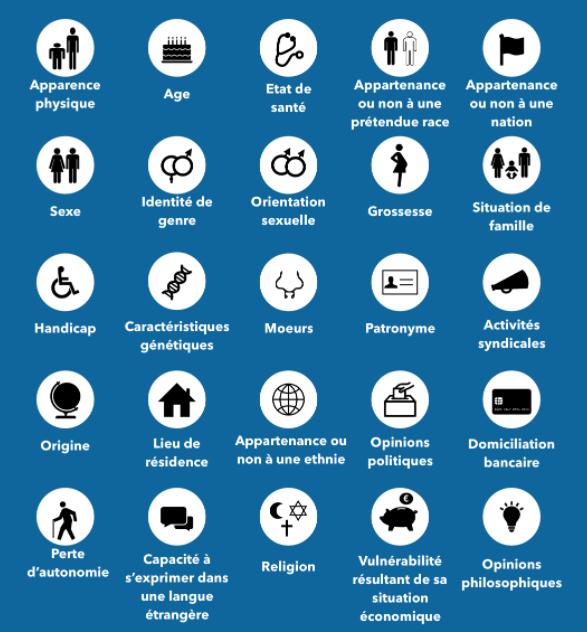 Apparence
physique
Age
Etat de
santé
Appartenance
ou non à une
prétendue race
Appartenance
ou non à une
nation
Sexe
Identité de
genre
Orientation
sexuelle
Grossesse
Situation de
famille
Handicap
Caractéristiques
génétiques
Moeurs
Patronyme
Activités
syndicales
Origine
Lieu de
résidence
Appartenance ou
non à une ethnie
Opinions
politiques
Domiciliation
bancaire
Perte
d'autonomie
Capacité à
s'exprimer dans
une langue
étrangère
Religion
Vulnérabilité
résultant de sa
situation
économique
Opinions
philosophiques